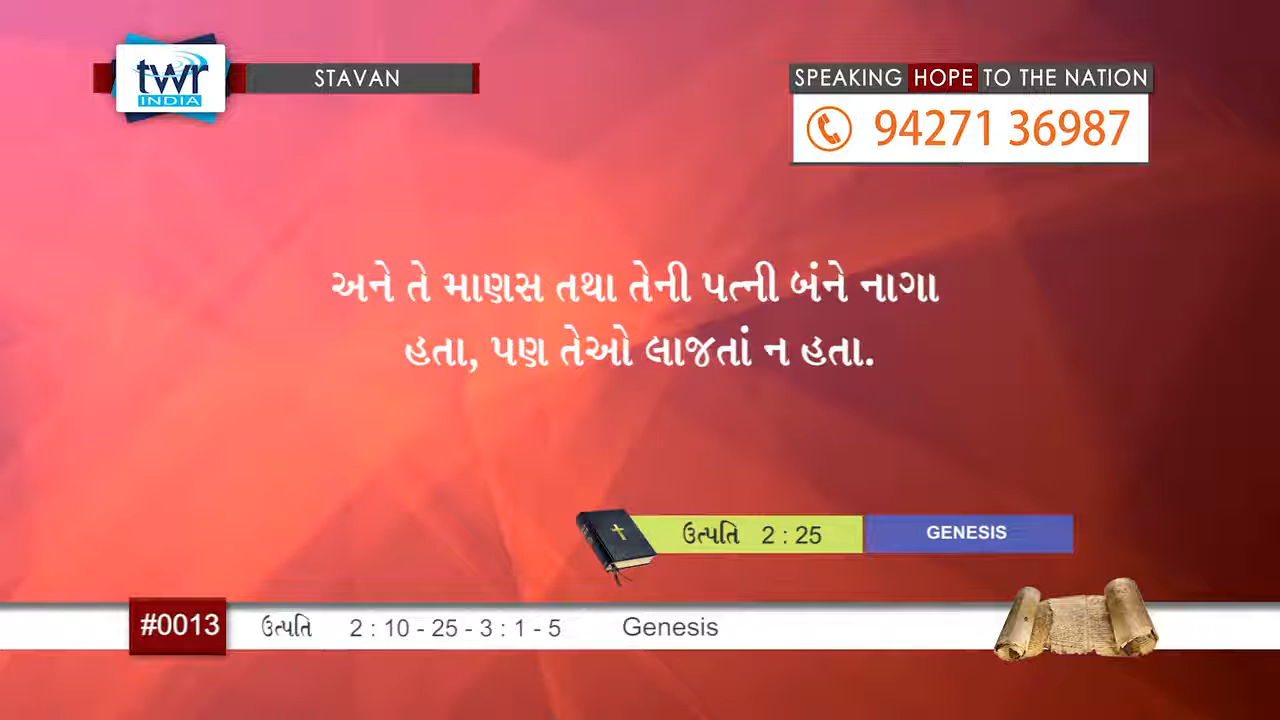 twr
INDIA
STAVAN
SPEAKING HOPE TO THE NATION
94271 36987
અને તે માણસ તથા તેની પત્ની બંને નાગા
હતા, પણ તેઓ લાજતાં ન હતા.
ઉત્પતિ 2 : 25 GENESIS
#0013 ઉત્પતિ 2 : 10 - 25 - 3 : 1 - 5 Genesis